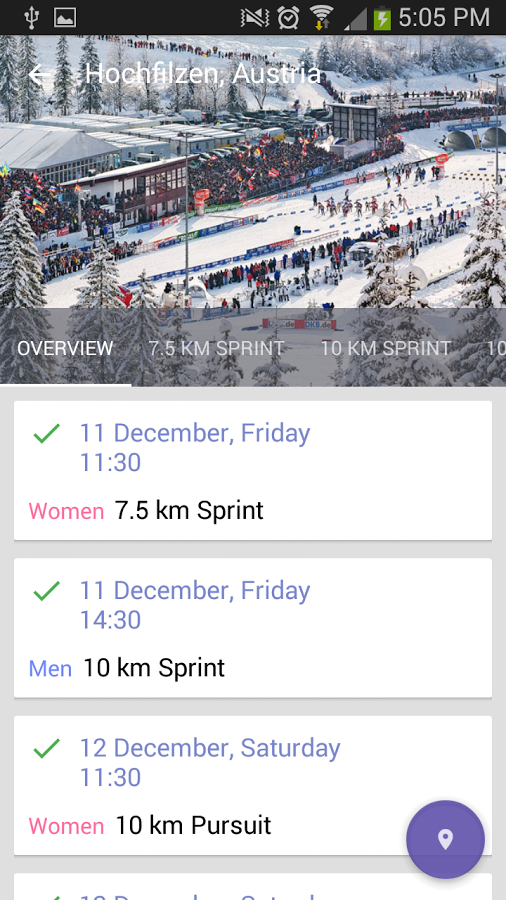 5:05 PM
Hochfilzen, Austria
DKB.de
OVERVIEW 7.5 KM SPRINT 10 KM SPRINT 10
11 December, Friday
11:30
Women 7.5 km Sprint
11 December, Friday
14:30
Men 10 km Sprint
12 December, Saturday
11:30
Women 10 km Pursuit